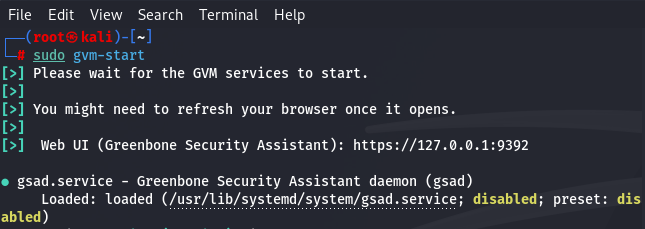 File Edit View Search Terminal Help
┌──(root㉿kali)-[~]
└─# sudo gvm-start
[>] Please wait for the GVM services to start.
[>]
[>] You might need to refresh your browser once it opens.
[>]
[>]  Web UI (Greenbone Security Assistant): https://127.0.0.1:9392

● gsad.service - Greenbone Security Assistant daemon (gsad)
     Loaded: loaded (/usr/lib/systemd/system/gsad.service; disabled; preset: dis
abled)